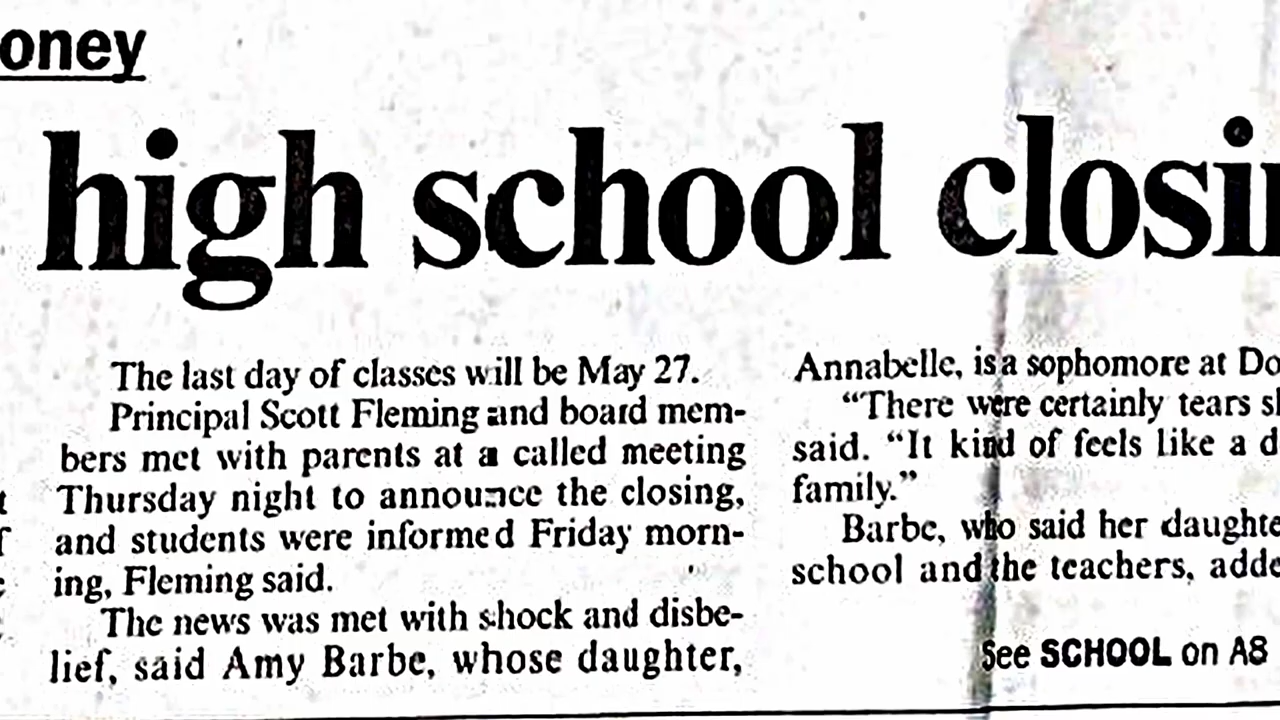 oney
high school closi
The last day of classes will be May 27.
Principal Scott Fleming and board mem-
bers met with parents at a called meeting
Thursday night to announce the closing,
and students were informed Friday morn-
ing, Fleming said.
The news was met with shock and disbe-
lief, said Amy Barbe, whose daughter,
Annabelle, is a sophomore at Do
“There were certainly tears s
said. “It kind of feels like a d
family.”
Barbe, who said her daughte
school and the teachers, adde
See SCHOOL on A8